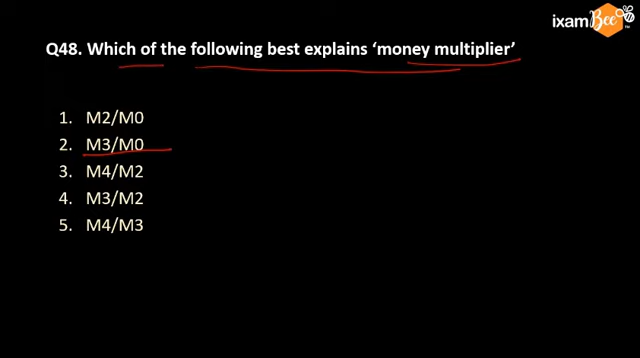 ixamBee
Q48. Which of the following best explains ‘money multiplier’
1. M2/M0
2. M3/M0
3. M4/M2
4. M3/M2
5. M4/M3